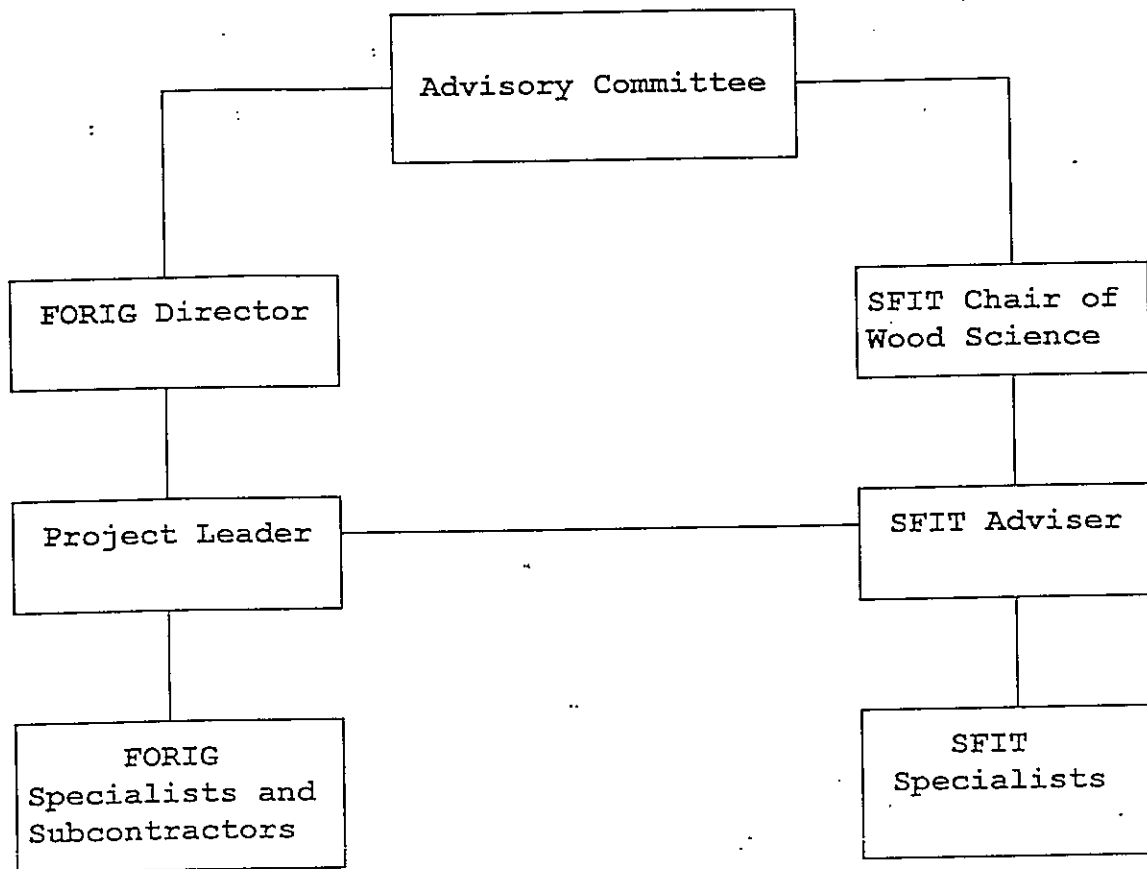 Advisory Committee
FORIG Director
SFIT Chair of
Wood Science
Project Leader
SFIT Adviser
FORIG
Specialists and
Subcontractors
SFIT
Specialists